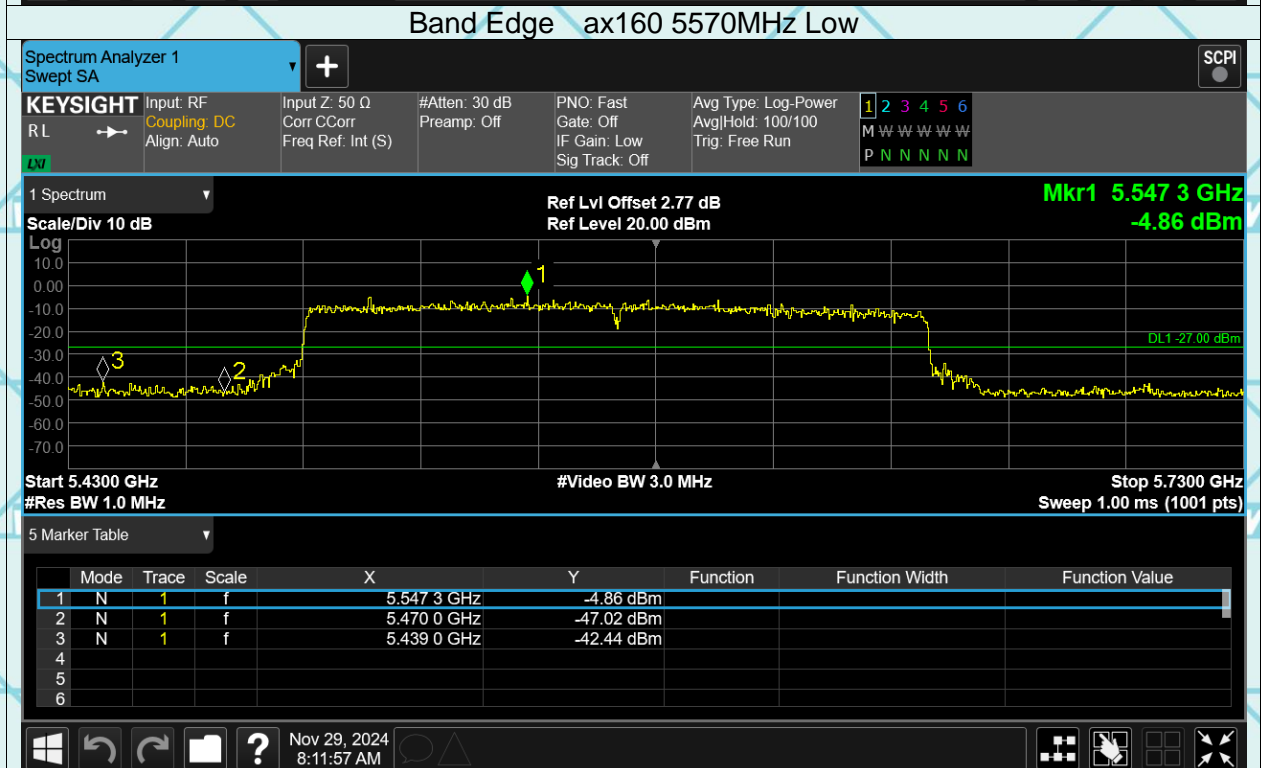 Band Edge ax160 5570MHz Low
Spectrum Analyzer 1
Swept SA
+
SCPI
KEYSIGHT Input: RF Input Z: 50 Ω #Atten: 30 dB PNO: Fast Avg Type: Log-Power 1 2 3 4 5 6
R L Coupling: DC Corr CCorr Preamp: Off Gate: Off Avg|Hold: 100/100 M W W W W W
Align: Auto Freq Ref: Int (S) IF Gain: Low Trig: Free Run P N N N N N
LXI Sig Track: Off
1 Spectrum Ref Lvl Offset 2.77 dB Mkr1 5.547 3 GHz
Scale/Div 10 dB Ref Level 20.00 dBm -4.86 dBm
Log
10.0
0.00
-10.0
-20.0
-30.0
-40.0
-50.0
-60.0
-70.0
1
DL1 -27.00 dBm
3
2
Start 5.4300 GHz #Video BW 3.0 MHz Stop 5.7300 GHz
#Res BW 1.0 MHz Sweep 1.00 ms (1001 pts)
5 Marker Table
Mode Trace Scale X Y Function Function Width Function Value
1 N 1 f 5.547 3 GHz -4.86 dBm
2 N 1 f 5.470 0 GHz -47.02 dBm
3 N 1 f 5.439 0 GHz -42.44 dBm
4
5
6
? Nov 29, 2024
8:11:57 AM